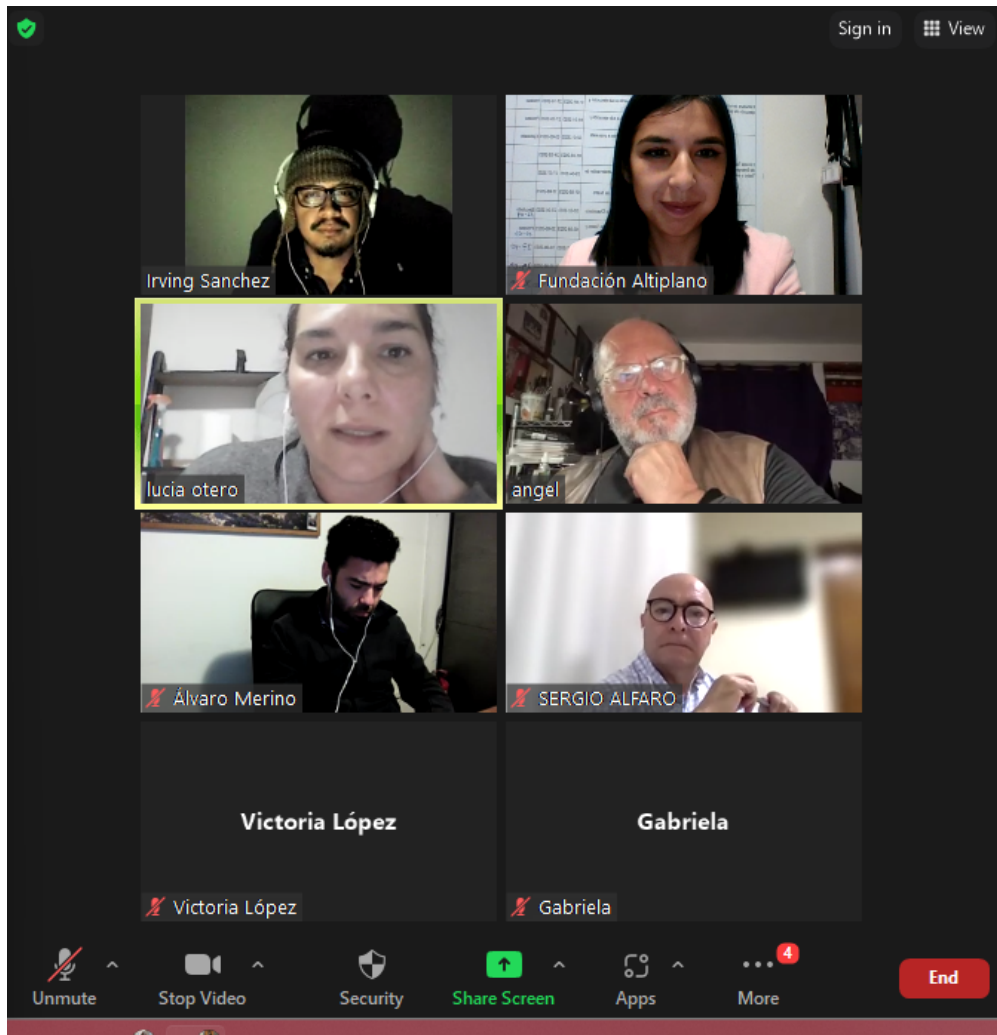 Sign in
View
Irving Sanchez
Fundación Altiplano
lucia otero
angel
Álvaro Merino
SERGIO ALFARO
Victoria López
Gabriela
Victoria López
Gabriela
4
Unmute
Stop Video
Security
Share Screen
Apps
More
End